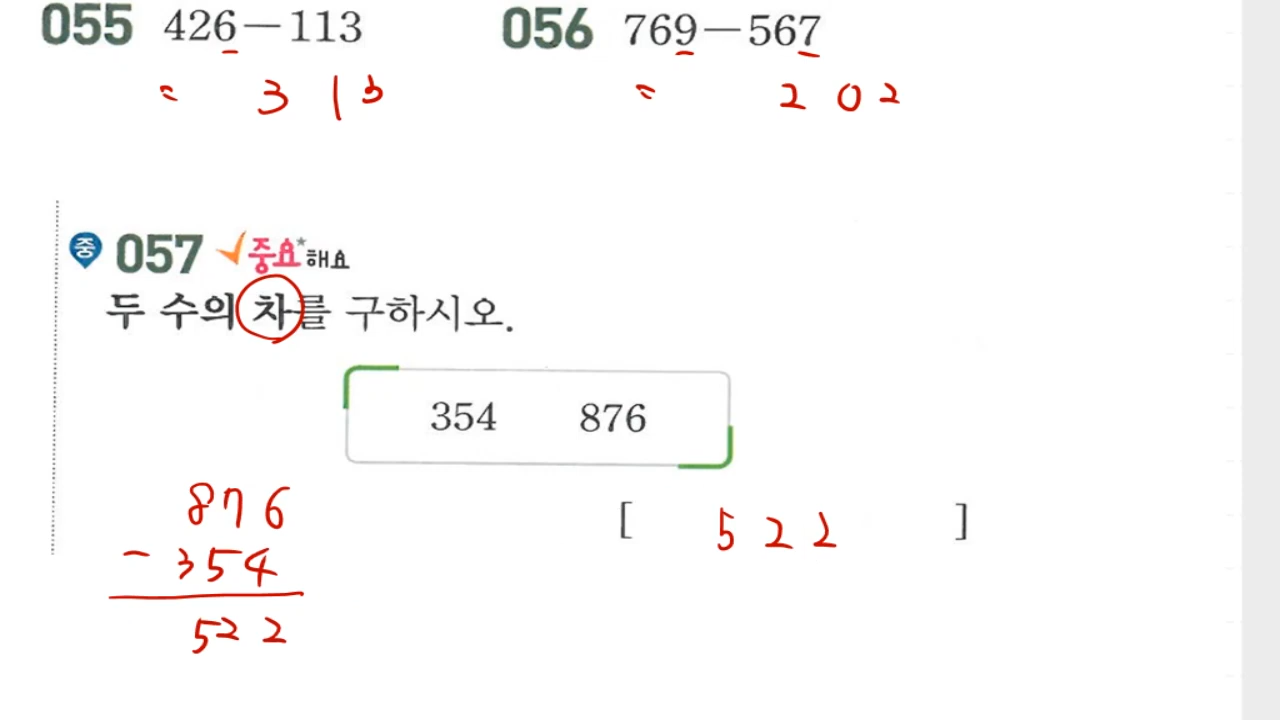 055 426－113
= 313
056 769－567
= 202
중 057 중요*해요
두 수의 차를 구하시오.
354 876
876
- 354
522
[ 522 ]